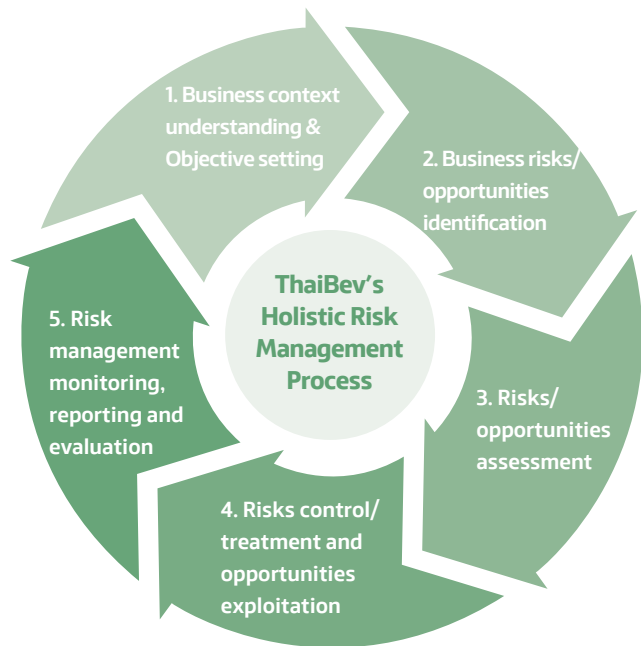 1. Business context
understanding &
Objective setting
2. Business risks/
opportunities
identification
3. Risks/
opportunities
assessment
4. Risks control/
treatment and
opportunities
exploitation
5. Risk
management
monitoring,
reporting and
evaluation
ThaiBev's
Holistic Risk
Management
Process